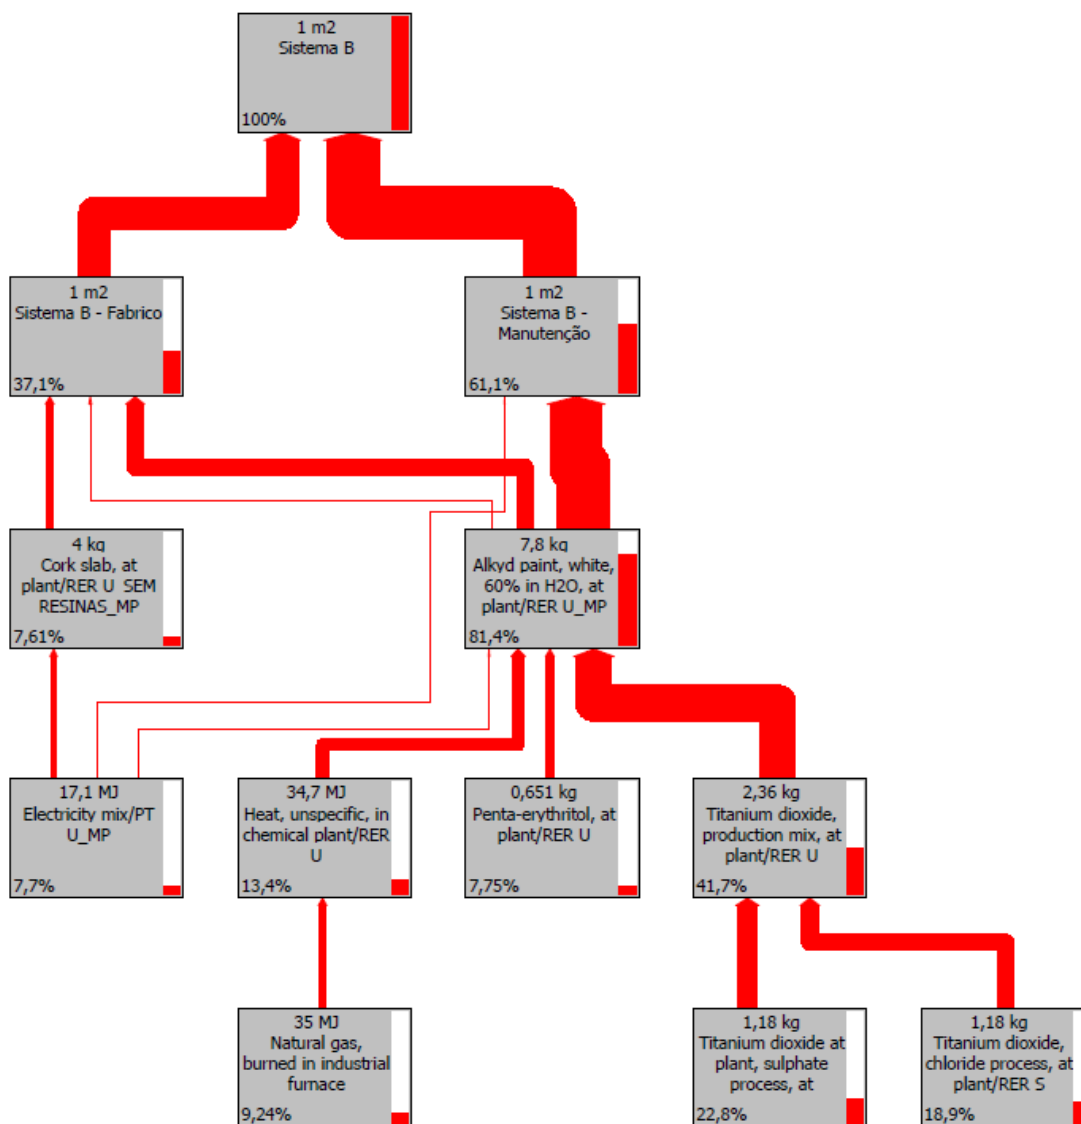 1 m2
Sistema B
100%
1 m2
Sistema B - Fabrico
37,1%
1 m2
Sistema B -
Manutenção
61,1%
4 kg
Cork slab, at
plant/RER U_SEM
RESINAS_MP
7,61%
7,8 kg
Alkyd paint, white,
60% in H2O, at
plant/RER U_MP
81,4%
17,1 MJ
Electricity mix/PT
U_MP
7,7%
34,7 MJ
Heat, unspecific, in
chemical plant/RER
U
13,4%
0,651 kg
Penta-erythritol, at
plant/RER U
7,75%
2,36 kg
Titanium dioxide,
production mix, at
plant/RER U
41,7%
35 MJ
Natural gas,
burned in industrial
furnace
9,24%
1,18 kg
Titanium dioxide at
plant, sulphate
process, at
22,8%
1,18 kg
Titanium dioxide,
chloride process, at
plant/RER S
18,9%